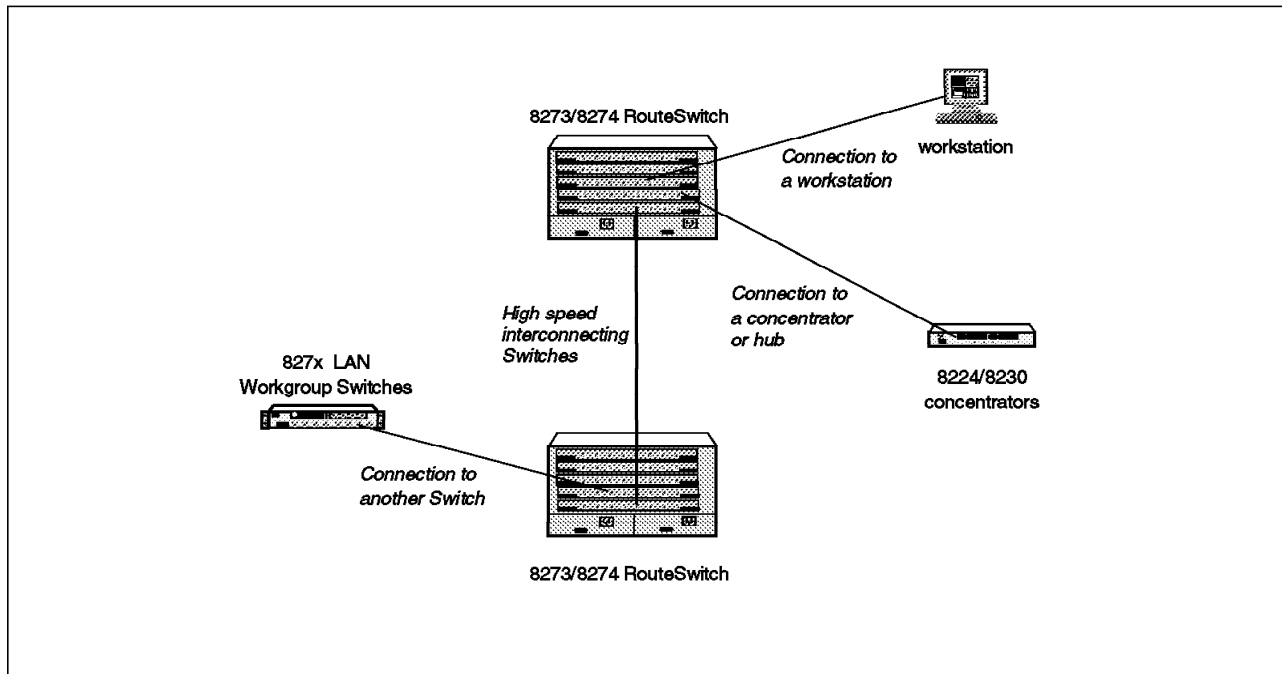 8273/8274 RouteSwitch
workstation
Connection to
a workstation
High speed
interconnecting
Switches
Connection to
a concentrator
or hub
8224/8230
concentrators
827x LAN
Workgroup Switches
Connection to
another Switch
8273/8274 RouteSwitch